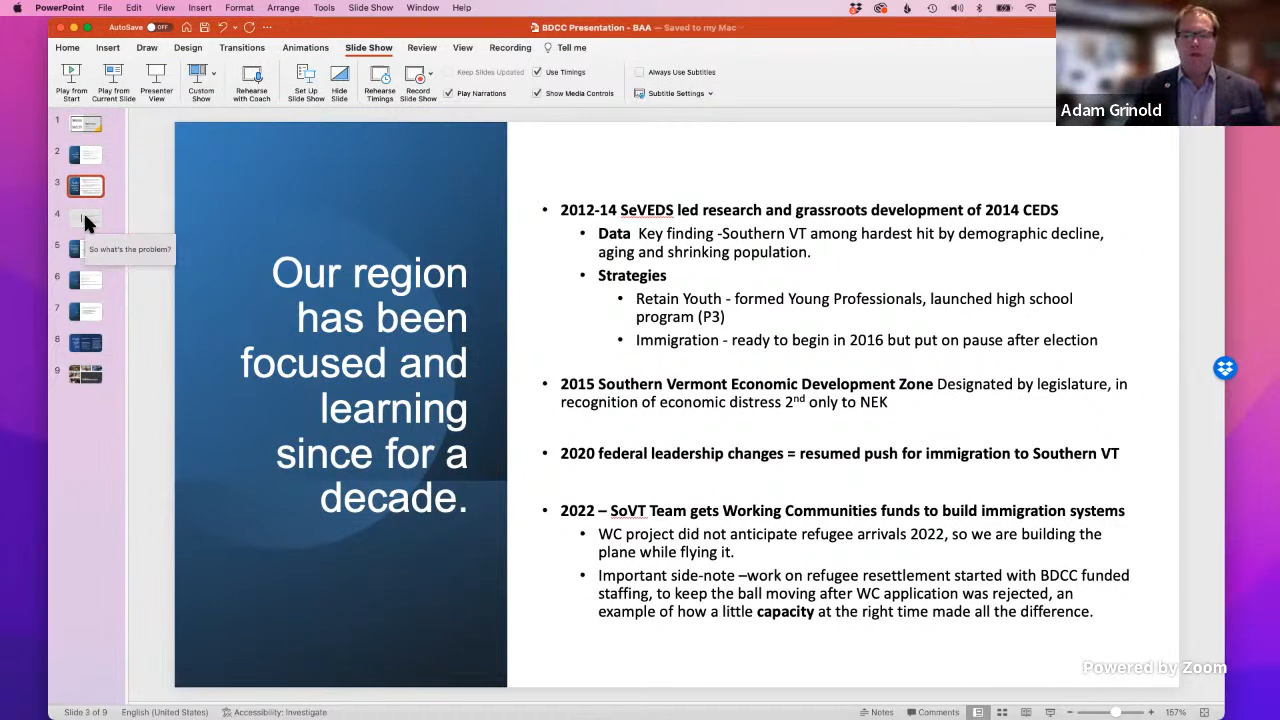 PowerPoint File Edit View Insert Format Arrange Tools Slide Show Window Help
AutoSave OFF BDCC Presentation - BAA — Saved to my Mac
Home Insert Draw Design Transitions Animations Slide Show Review View Recording Tell me
Play from Start
Play from Current Slide
Presenter View
Custom Show
Rehearse with Coach
Set Up Slide Show
Hide Slide
Rehearse Timings
Record Slide Show
Keep Slides Updated
Play Narrations
Use Timings
Show Media Controls
Always Use Subtitles
Subtitle Settings
Adam Grinold
1
2
3
4
So what's the problem?
5
6
7
8
9
Our region
has been
focused and
learning
since for a
decade.
• 2012-14 SeVEDS led research and grassroots development of 2014 CEDS
• Data Key finding -Southern VT among hardest hit by demographic decline,
aging and shrinking population.
• Strategies
• Retain Youth - formed Young Professionals, launched high school
program (P3)
• Immigration - ready to begin in 2016 but put on pause after election
• 2015 Southern Vermont Economic Development Zone Designated by legislature, in
recognition of economic distress 2nd only to NEK
• 2020 federal leadership changes = resumed push for immigration to Southern VT
• 2022 – SoVT Team gets Working Communities funds to build immigration systems
• WC project did not anticipate refugee arrivals 2022, so we are building the
plane while flying it.
• Important side-note –work on refugee resettlement started with BDCC funded
staffing, to keep the ball moving after WC application was rejected, an
example of how a little capacity at the right time made all the difference.
Powered by Zoom
Slide 3 of 9 English (United States) Accessibility: Investigate Notes Comments 157%